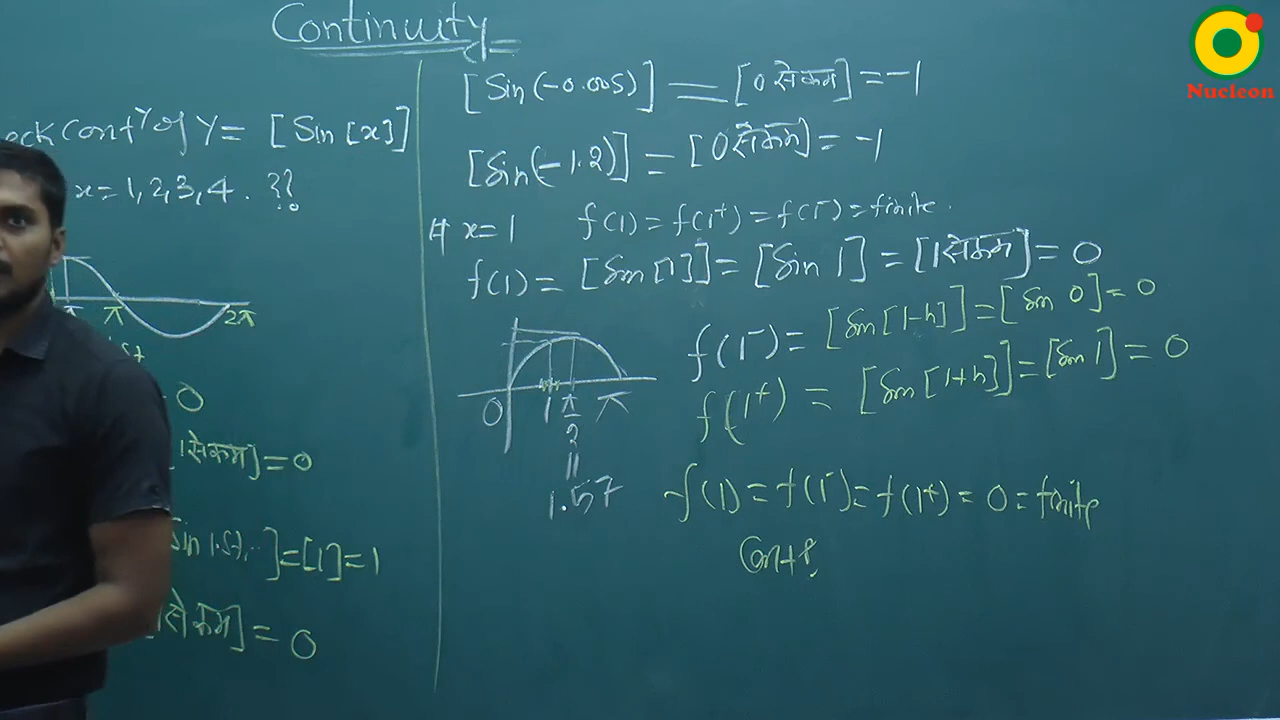 Continuity
eck Conty of Y = [Sin [x]]
x = 1, 2, 3, 4 . ??
π 2π
0
1 से कम] = 0
Sin 1.57...] = [1] = 1
से कम] = 0
[Sin (-0.005)] = [0 से कम] = -1
[Sin (-1.2)] = [0 से कम] = -1
# x = 1 f(1) = f(1+) = f(1-) = finite.
f(1) = [Sin [1]] = [Sin 1] = [1 से कम] = 0
f(1-) = [Sin [1-h]] = [Sin 0] = 0
f(1+) = [Sin [1+h]] = [Sin 1] = 0
0 1 π/2 π
11
1.57
f(1) = f(1-) = f(1+) = 0 = finite
Cont.
Nucleon